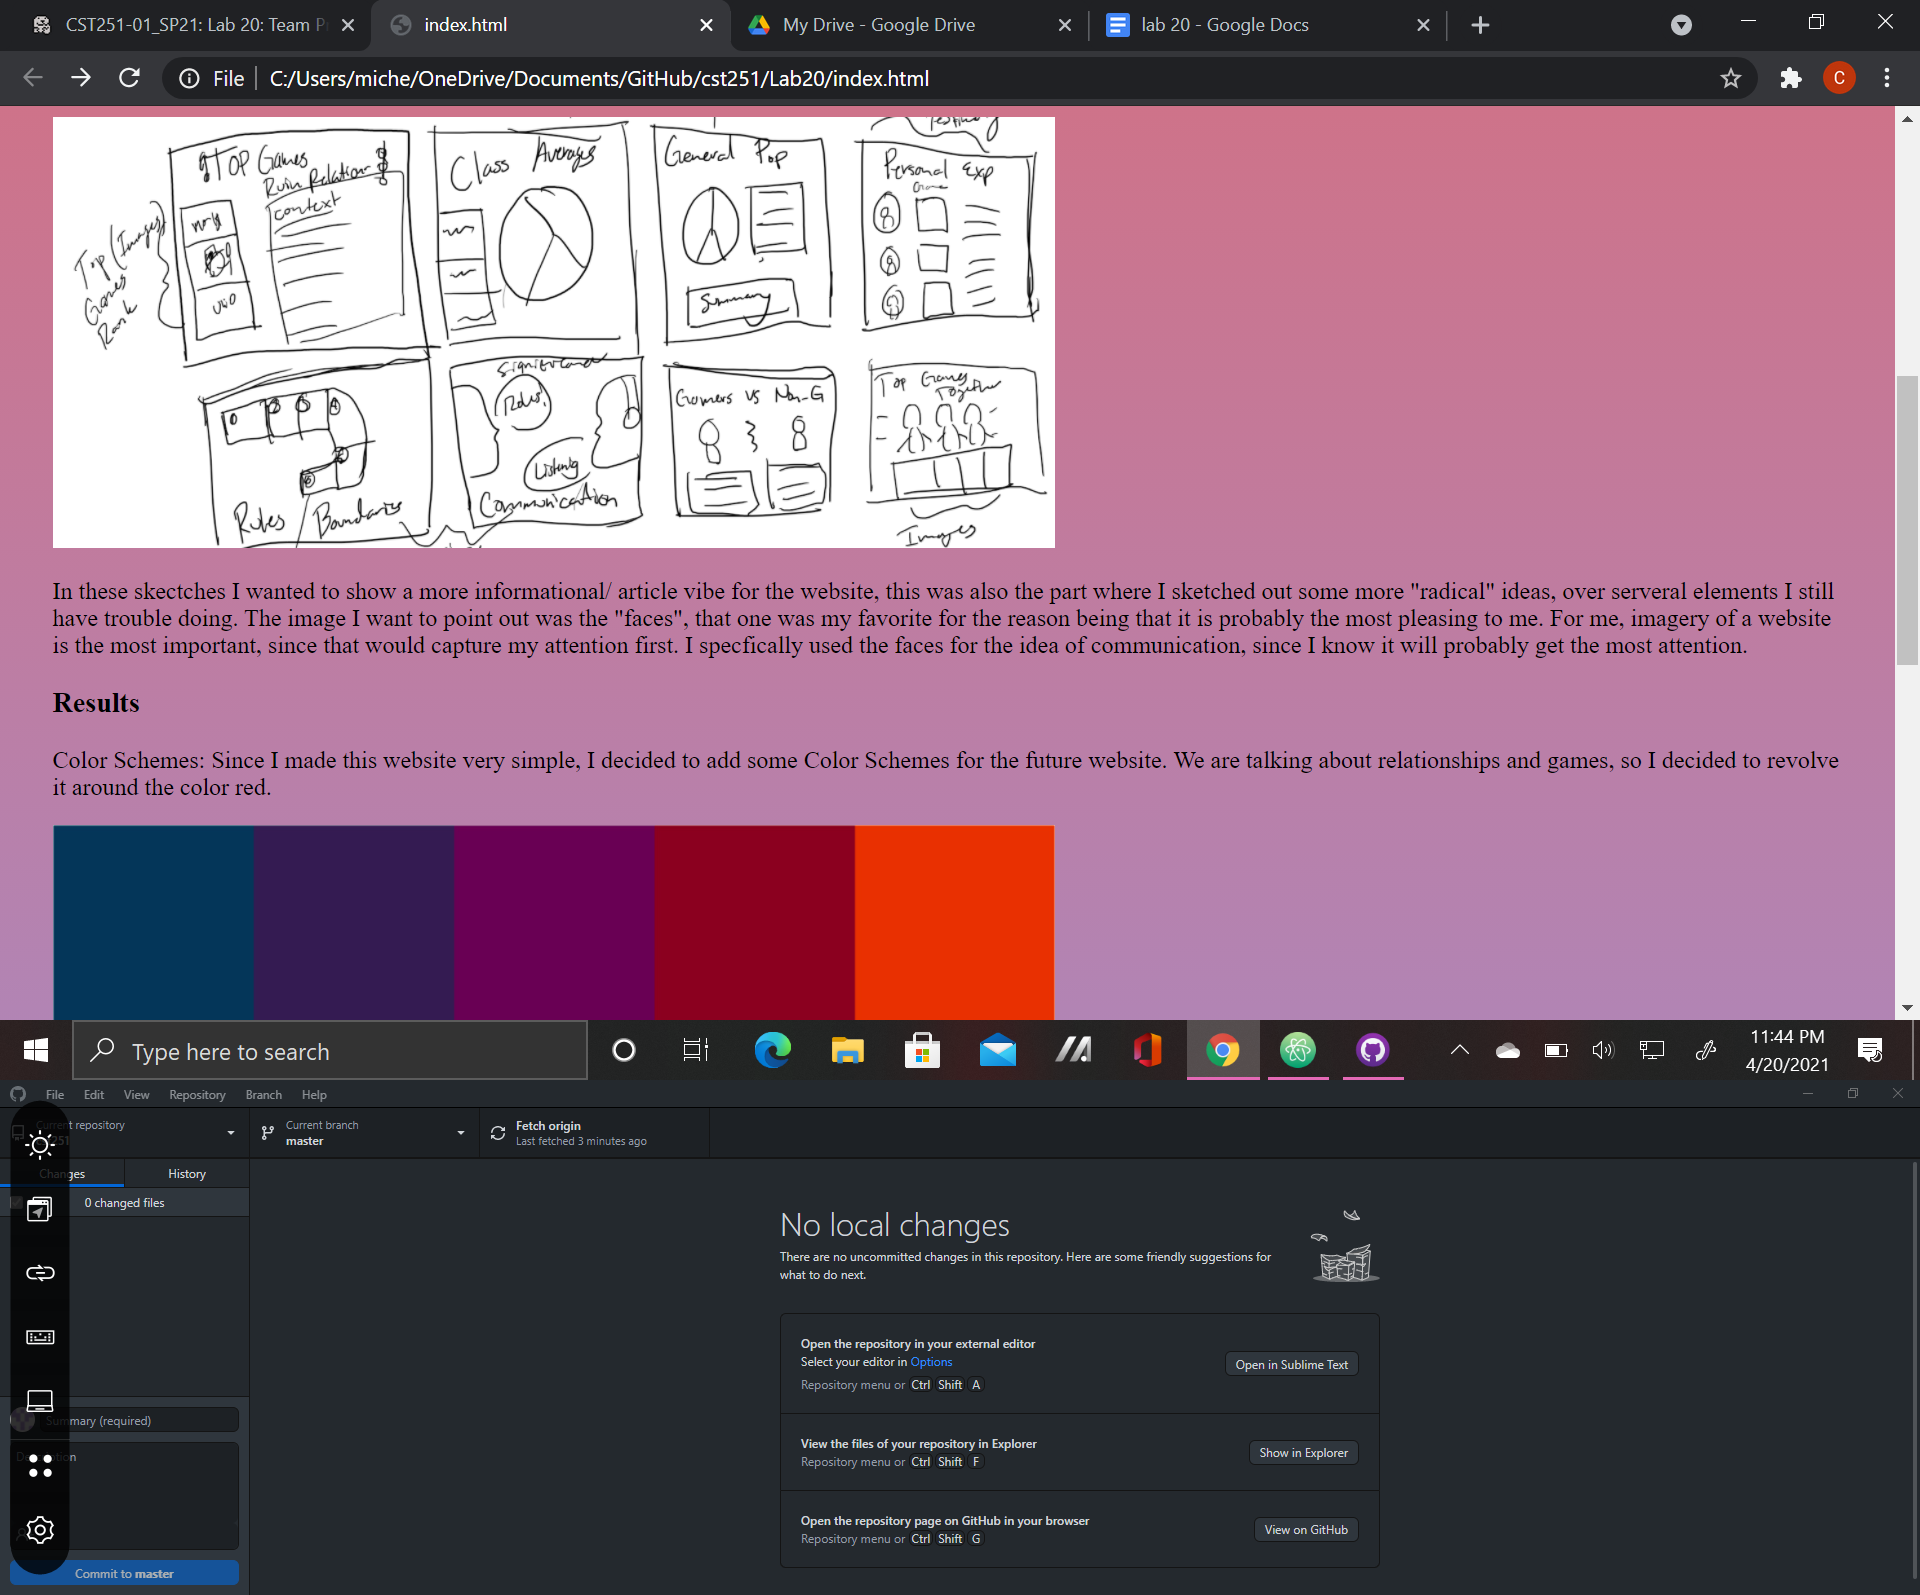 CST251-01_SP21: Lab 20: Team P
index.html
My Drive - Google Drive
lab 20 - Google Docs
File
C:/Users/miche/OneDrive/Documents/GitHub/cst251/Lab20/index.html
C
Top Games
Ruin Relation
context
Top (Images)
Games
Rank
Class Averages
General Pop
Summary
Personal Exp
Rules
Boundaries
Rules
Listenig
Communication
Gamers vs Non-G
Top Games
Together
Images
In these skectches I wanted to show a more informational/ article vibe for the website, this was also the part where I sketched out some more "radical" ideas, over serveral elements I still
have trouble doing. The image I want to point out was the "faces", that one was my favorite for the reason being that it is probably the most pleasing to me. For me, imagery of a website
is the most important, since that would capture my attention first. I specfically used the faces for the idea of communication, since I know it will probably get the most attention.
Results
Color Schemes: Since I made this website very simple, I decided to add some Color Schemes for the future website. We are talking about relationships and games, so I decided to revolve
it around the color red.
Type here to search
11:44 PM
4/20/2021
File Edit View Repository Branch Help
t repository
251
Current branch
master
Fetch origin
Last fetched 3 minutes ago
Changes
History
0 changed files
No local changes
There are no uncommitted changes in this repository. Here are some friendly suggestions for
what to do next.
Open the repository in your external editor
Select your editor in Options
Repository menu or Ctrl Shift A
Open in Sublime Text
View the files of your repository in Explorer
Repository menu or Ctrl Shift F
Show in Explorer
Open the repository page on GitHub in your browser
Repository menu or Ctrl Shift G
View on GitHub
Summary (required)
Commit to master